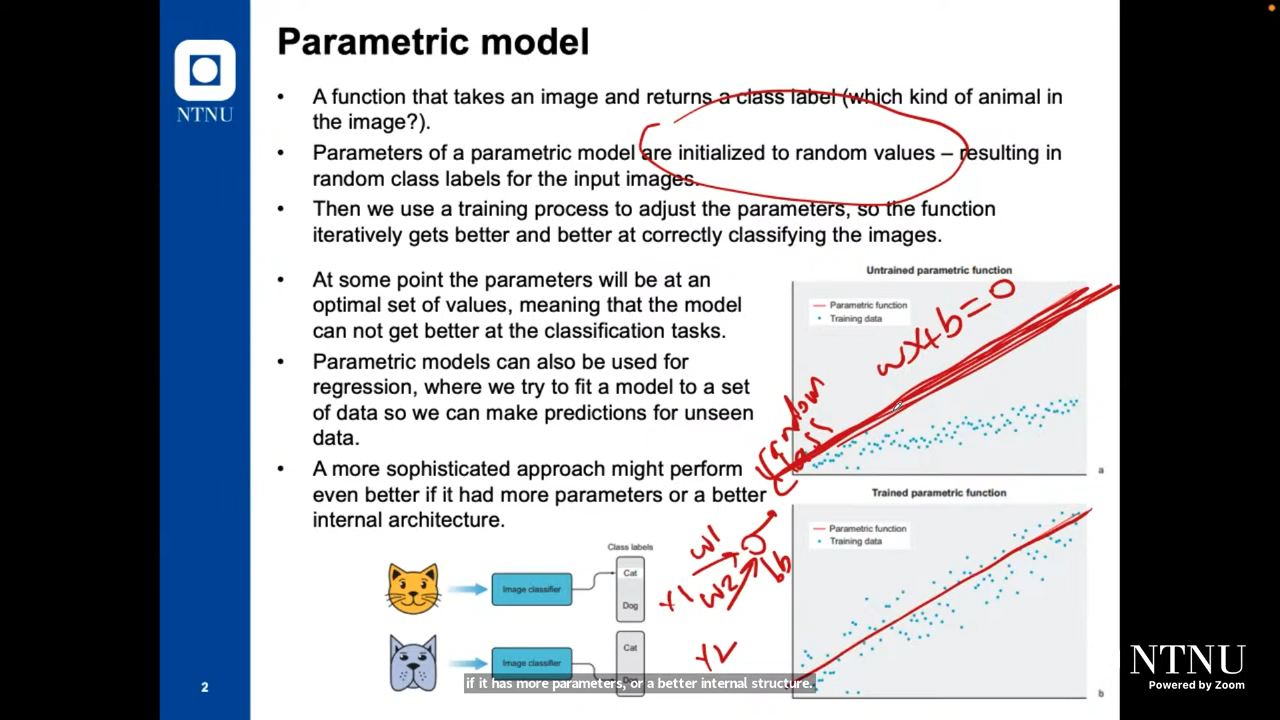 Parametric model
NTNU
• A function that takes an image and returns a class label (which kind of animal in
the image?).
• Parameters of a parametric model are initialized to random values – resulting in
random class labels for the input images.
• Then we use a training process to adjust the parameters, so the function
iteratively gets better and better at correctly classifying the images.
• At some point the parameters will be at an
optimal set of values, meaning that the model
can not get better at the classification tasks.
• Parametric models can also be used for
regression, where we try to fit a model to a set
of data so we can make predictions for unseen
data.
• A more sophisticated approach might perform
even better if it had more parameters or a better
internal architecture.
Untrained parametric function
Parametric function
Training data
wx+b=0
random
class
a
Trained parametric function
Parametric function
Training data
b
w1
x1
w2
b
x2
Class labels
Image classifier
Cat
Dog
Image classifier
Cat
Dog
if it has more parameters, or a better internal structure.
2
NTNU
Powered by Zoom